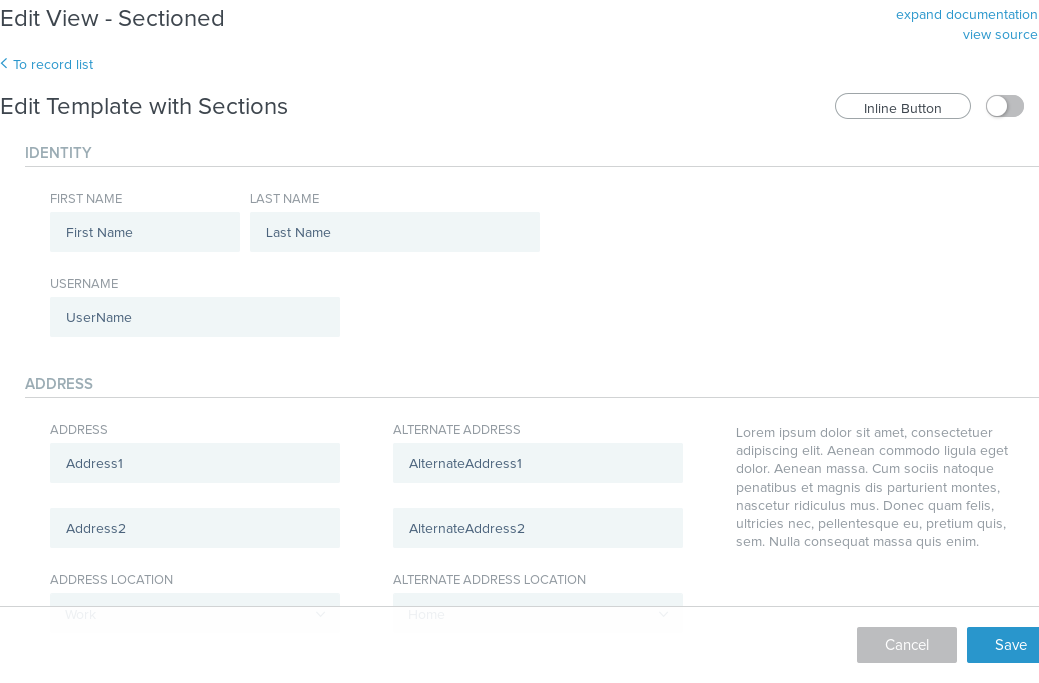 Edit View - Sectioned
expand documentation
view source
To record list
Edit Template with Sections
Inline Button
IDENTITY
FIRST NAME
LAST NAME
First Name
Last Name
USERNAME
UserName
ADDRESS
ADDRESS
ALTERNATE ADDRESS
Address1
AlternateAddress1
Address2
AlternateAddress2
Lorem ipsum dolor sit amet, consectetuer
adipiscing elit. Aenean commodo ligula eget
dolor. Aenean massa. Cum sociis natoque
penatibus et magnis dis parturient montes,
nascetur ridiculus mus. Donec quam felis,
ultricies nec, pellentesque eu, pretium quis,
sem. Nulla consequat massa quis enim.
ADDRESS LOCATION
ALTERNATE ADDRESS LOCATION
Work
Home
Cancel
Save